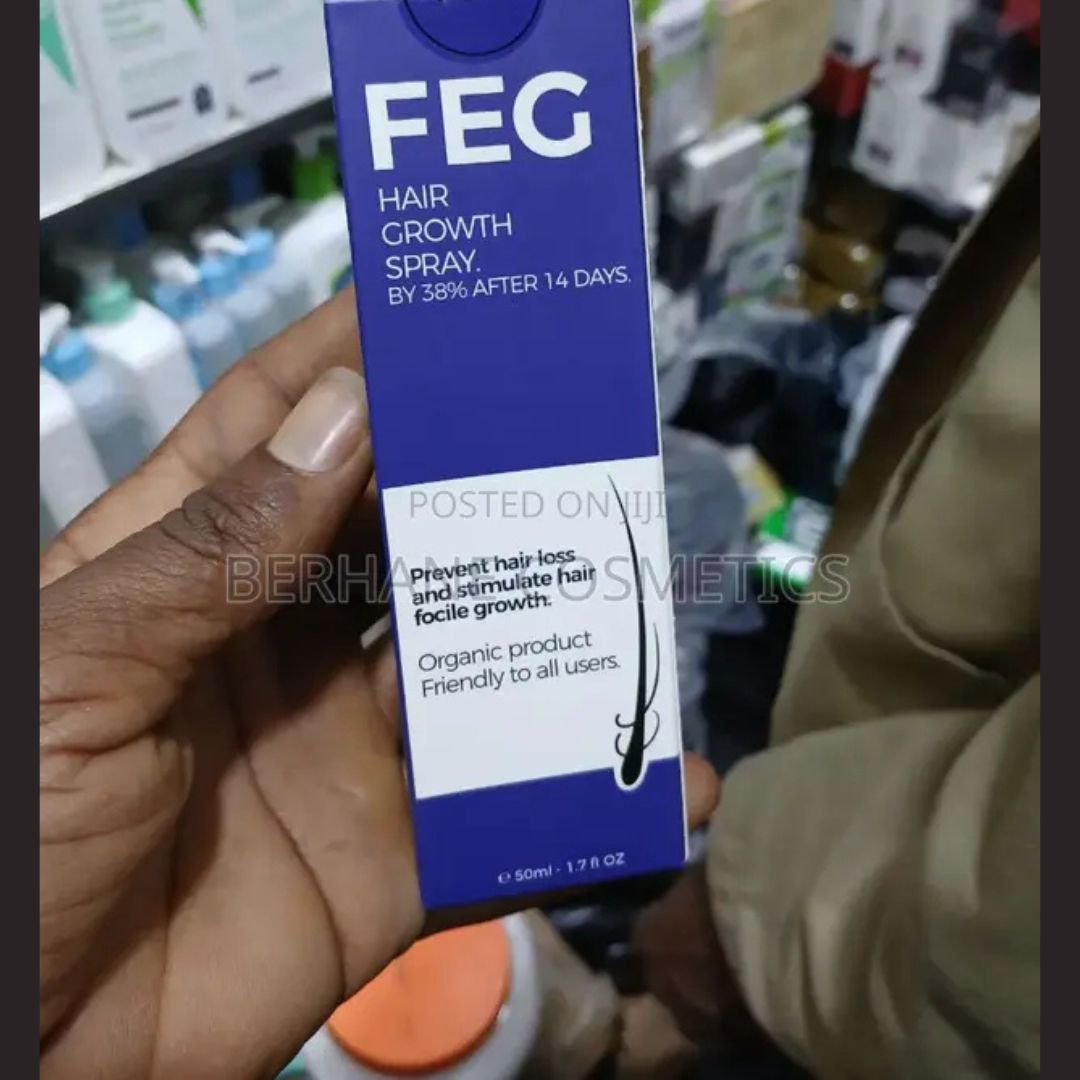 FEG
HAIR
GROWTH
SPRAY.
BY 38% AFTER 14 DAYS.
POSTED ON JIJI
BERHANE COSMETICS
Prevent hair loss
and stimulate hair
focile growth.
Organic product
Friendly to all users.
℮ 50ml - 1.7 fl OZ